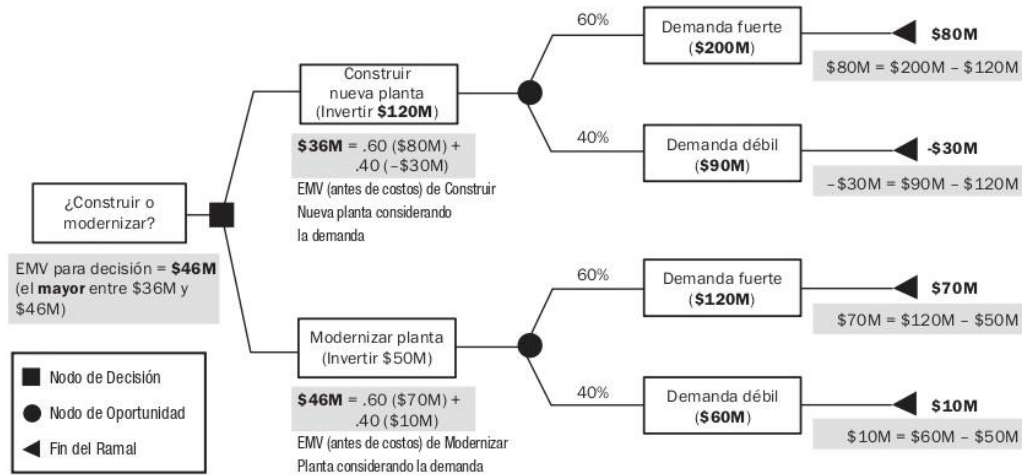 ¿Construir o
modernizar?
EMV para decisión = $46M
(el mayor entre $36M y
$46M)
Construir
nueva planta
(Invertir $120M)
$36M = .60 ($80M) +
.40 (–$30M)
EMV (antes de costos) de Construir
Nueva planta considerando
la demanda
60%
Demanda fuerte
($200M)
$80M
$80M = $200M – $120M
40%
Demanda débil
($90M)
-$30M
–$30M = $90M – $120M
Modernizar planta
(Invertir $50M)
$46M = .60 ($70M) +
.40 ($10M)
EMV (antes de costos) de Modernizar
Planta considerando la demanda
60%
Demanda fuerte
($120M)
$70M
$70M = $120M – $50M
40%
Demanda débil
($60M)
$10M
$10M = $60M – $50M
Nodo de Decisión
Nodo de Oportunidad
Fin del Ramal